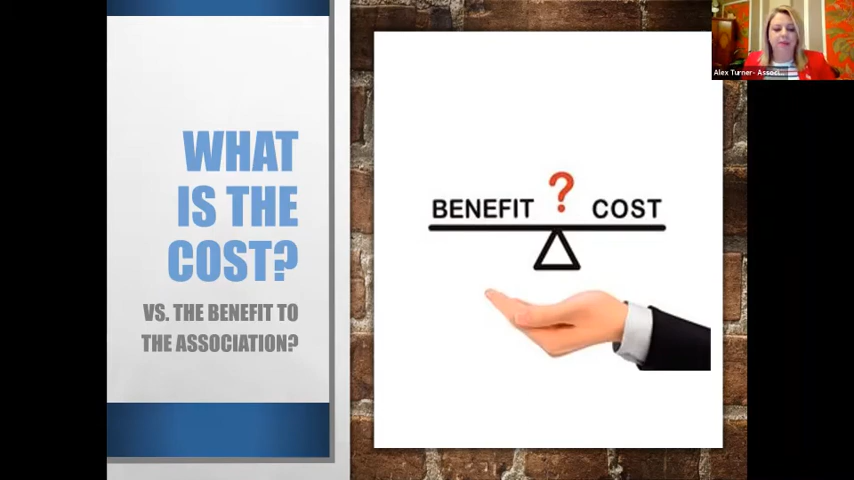 WHAT
IS THE
COST?
VS. THE BENEFIT TO
THE ASSOCIATION?
BENEFIT ? COST
Alex Turner- Associ...